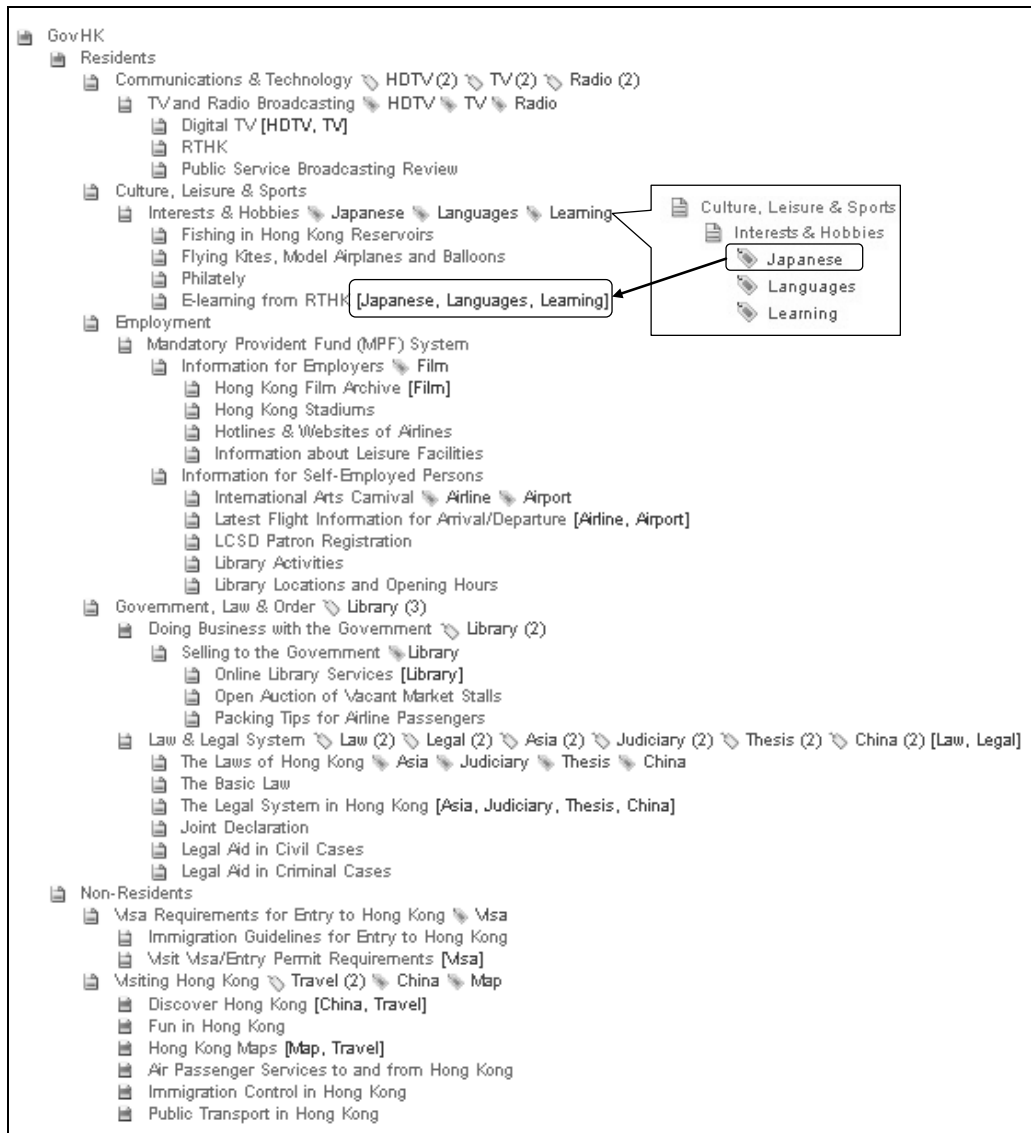 GovHK
Residents
Communications & Technology HDTV (2) TV (2) Radio (2)
TV and Radio Broadcasting HDTV TV Radio
Digital TV [HDTV, TV]
RTHK
Public Service Broadcasting Review
Culture, Leisure & Sports
Interests & Hobbies Japanese Languages Learning
Fishing in Hong Kong Reservoirs
Flying Kites, Model Airplanes and Balloons
Philately
E-learning from RTHK [Japanese, Languages, Learning]
Culture, Leisure & Sports
Interests & Hobbies
Japanese
Languages
Learning
Employment
Mandatory Provident Fund (MPF) System
Information for Employers Film
Hong Kong Film Archive [Film]
Hong Kong Stadiums
Hotlines & Websites of Airlines
Information about Leisure Facilities
Information for Self-Employed Persons
International Arts Carnival Airline Airport
Latest Flight Information for Arrival/Departure [Airline, Airport]
LCSD Patron Registration
Library Activities
Library Locations and Opening Hours
Government, Law & Order Library (3)
Doing Business with the Government Library (2)
Selling to the Government Library
Online Library Services [Library]
Open Auction of Vacant Market Stalls
Packing Tips for Airline Passengers
Law & Legal System Law (2) Legal (2) Asia (2) Judiciary (2) Thesis (2) China (2) [Law, Legal]
The Laws of Hong Kong Asia Judiciary Thesis China
The Basic Law
The Legal System in Hong Kong [Asia, Judiciary, Thesis, China]
Joint Declaration
Legal Aid in Civil Cases
Legal Aid in Criminal Cases
Non-Residents
Visa Requirements for Entry to Hong Kong Visa
Immigration Guidelines for Entry to Hong Kong
Visit Visa/Entry Permit Requirements [Visa]
Visiting Hong Kong Travel (2) China Map
Discover Hong Kong [China, Travel]
Fun in Hong Kong
Hong Kong Maps [Map, Travel]
Air Passenger Services to and from Hong Kong
Immigration Control in Hong Kong
Public Transport in Hong Kong